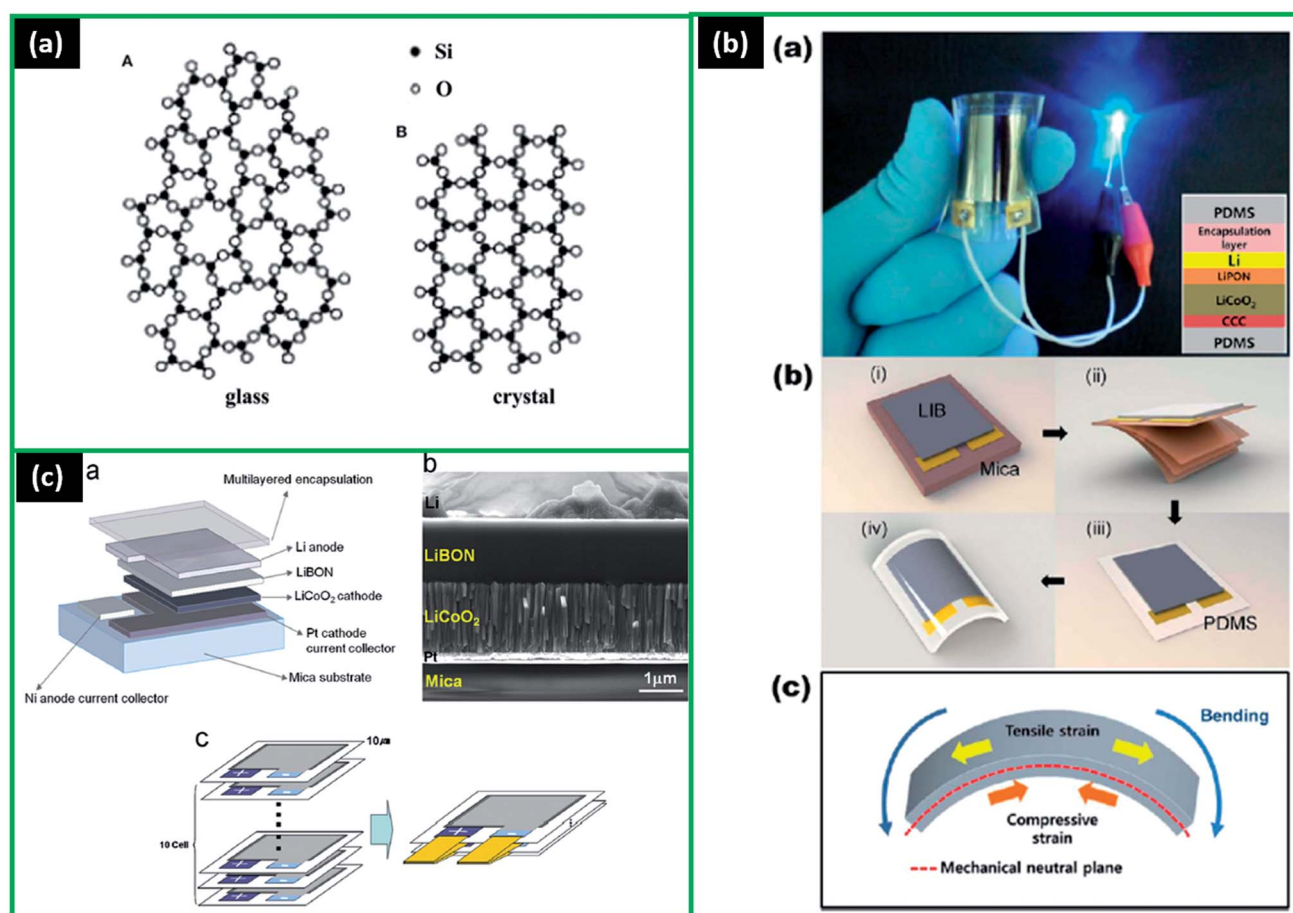 (a)
A
Si
O
B
glass
crystal
(b)
(a)
PDMS
Encapsulation
layer
Li
LiPON
LiCoO₂
CCC
PDMS
(b)
(i)
LIB
Mica
(ii)
(iv)
(iii)
PDMS
(c)
Bending
Tensile strain
Compressive
strain
Mechanical neutral plane
(c)
a
Multilayered encapsulation
Li anode
LiBON
LiCoO₂ cathode
Pt cathode
current collector
Mica substrate
Ni anode current collector
b
Li
LiBON
LiCoO₂
Pt
Mica
1μm
C
10㎛
10 Cell
+ -
+ -
+ -
+ -
+ -
+ -